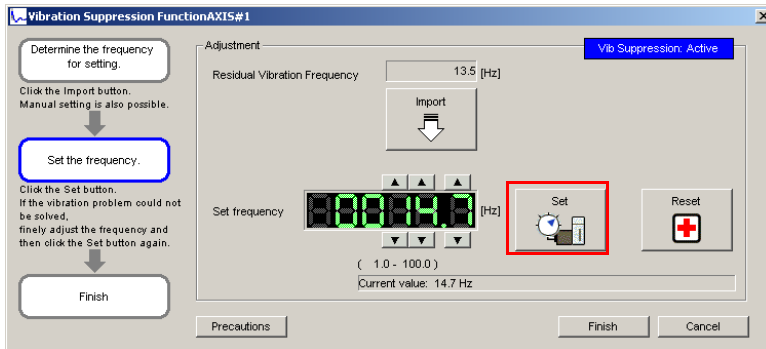 Vibration Suppression FunctionAXIS#1
Determine the frequency
for setting.
Click the Import button.
Manual setting is also possible.
Set the frequency.
Click the Set button.
If the vibration problem could not
be solved,
finely adjust the frequency and
then click the Set button again.
Finish
Adjustment
Vib Suppression: Active
Residual Vibration Frequency
13.5 [Hz]
Import
Set frequency
0014.7 [Hz]
Set
Reset
( 1.0 - 100.0 )
Current value: 14.7 Hz
Precautions
Finish
Cancel